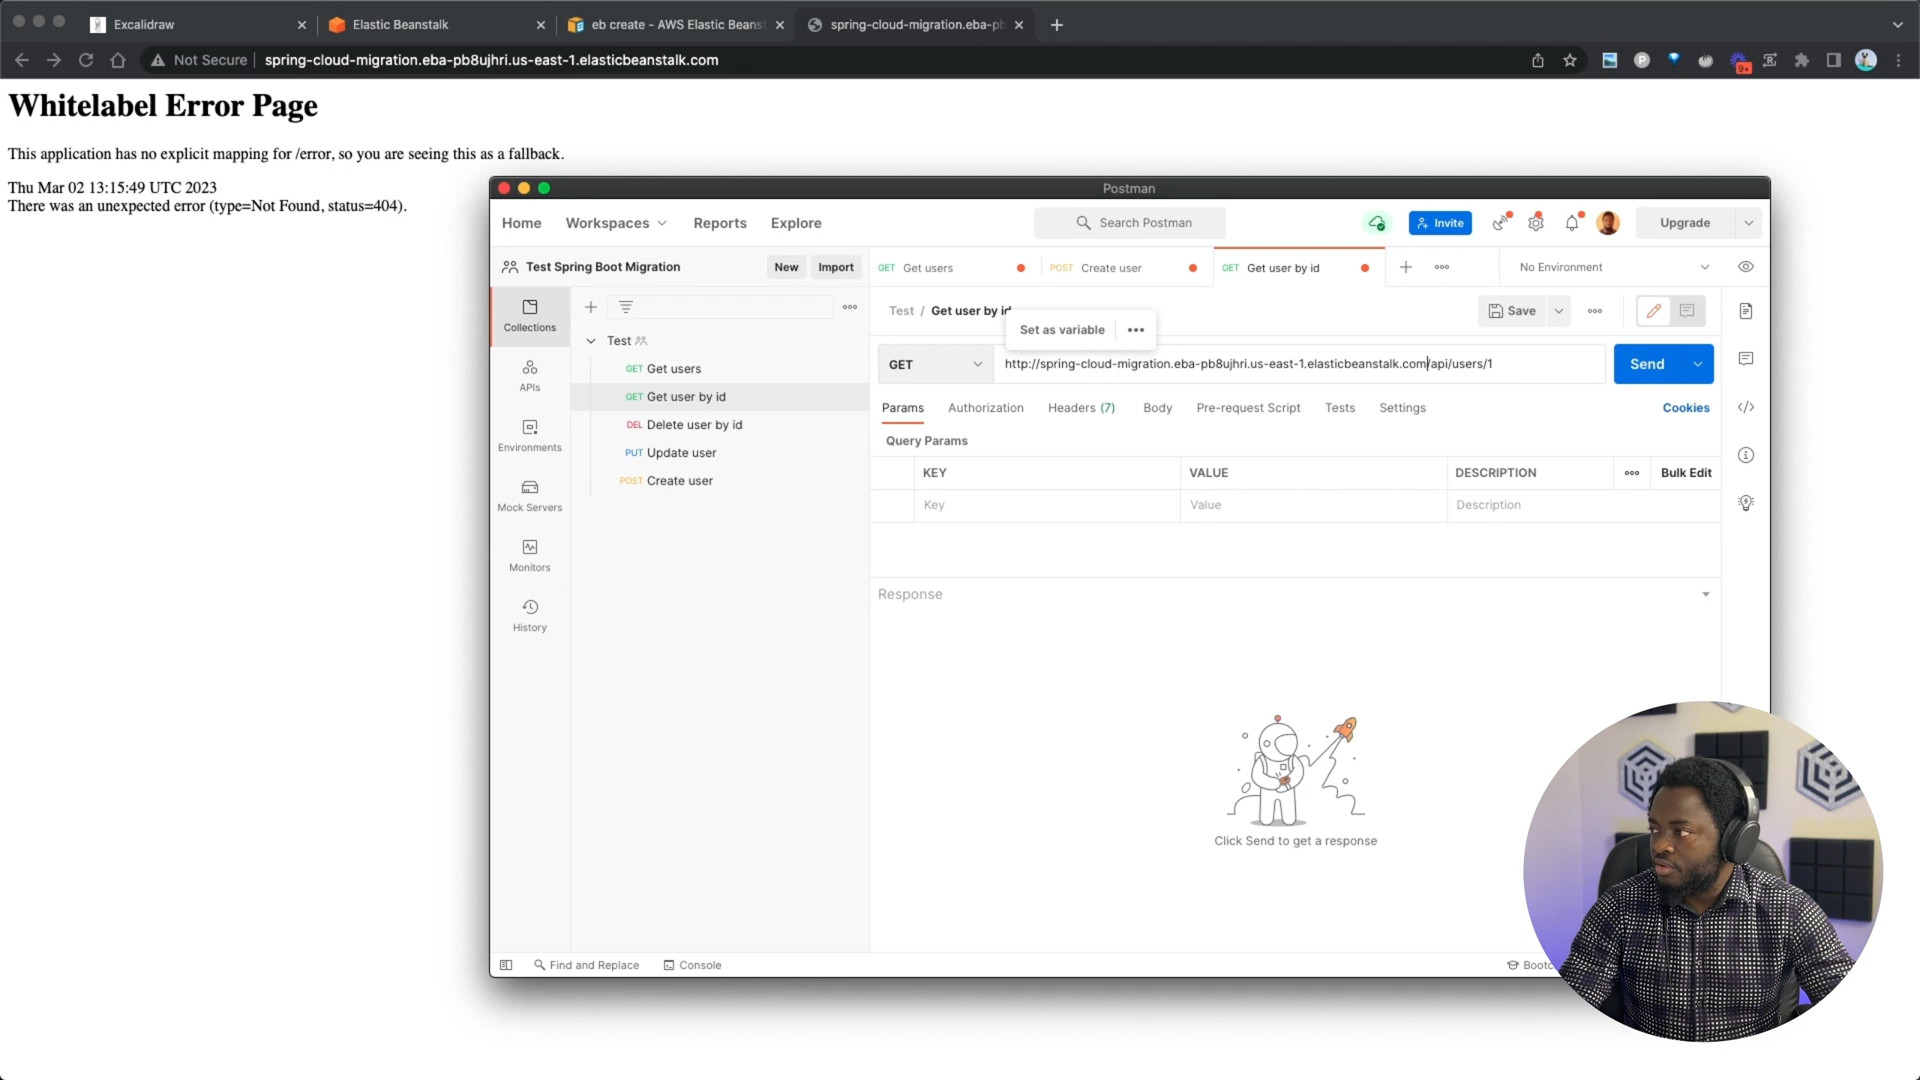 Excalidraw
Elastic Beanstalk
eb create - AWS Elastic Beanst
spring-cloud-migration.eba-pb
Not Secure
spring-cloud-migration.eba-pb8ujhri.us-east-1.elasticbeanstalk.com
9+
Whitelabel Error Page
This application has no explicit mapping for /error, so you are seeing this as a fallback.
Thu Mar 02 13:15:49 UTC 2023
There was an unexpected error (type=Not Found, status=404).
Postman
Home
Workspaces
Reports
Explore
Search Postman
Invite
Upgrade
Test Spring Boot Migration
New
Import
GET Get users
POST Create user
GET Get user by id
No Environment
Collections
APIs
Environments
Mock Servers
Monitors
History
Test
GET Get users
GET Get user by id
DEL Delete user by id
PUT Update user
POST Create user
Test / Get user by id
Save
Set as variable
GET
http://spring-cloud-migration.eba-pb8ujhri.us-east-1.elasticbeanstalk.com/api/users/1
Send
Params
Authorization
Headers (7)
Body
Pre-request Script
Tests
Settings
Cookies
Query Params
KEY
VALUE
DESCRIPTION
Bulk Edit
Key
Value
Description
Response
Click Send to get a response
Find and Replace
Console
Bootc